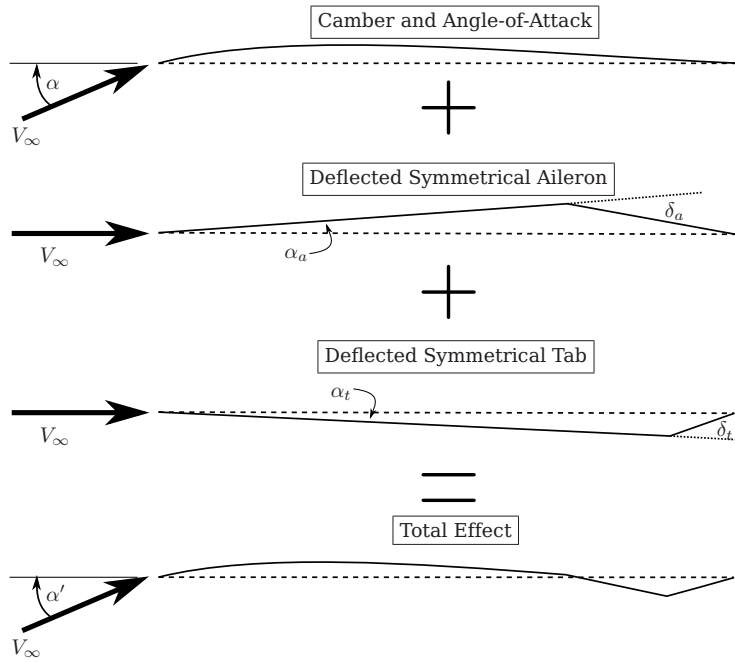 Camber and Angle-of-Attack
α
V∞
Deflected Symmetrical Aileron
δa
V∞
αa
Deflected Symmetrical Tab
αt
V∞
δt
Total Effect
α′
V∞